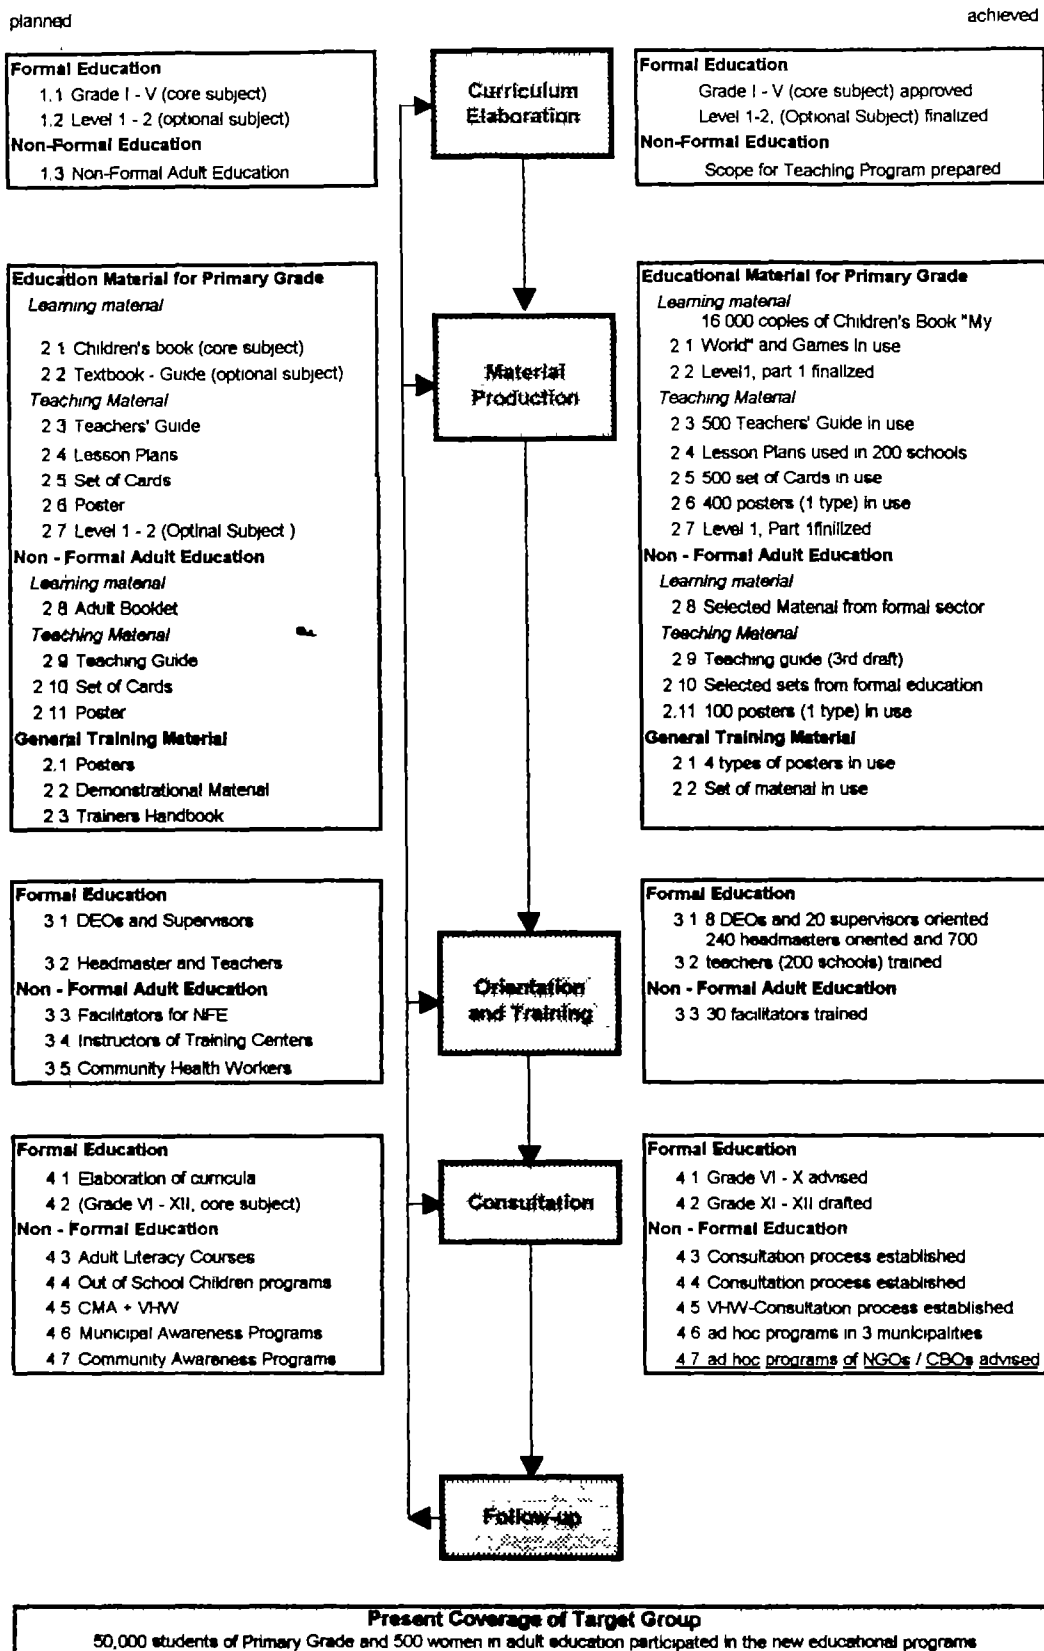 planned
achieved
Formal Education
1.1 Grade I - V (core subject)
1.2 Level 1 - 2 (optional subject)
Non-Formal Education
1.3 Non-Formal Adult Education
Curriculum
Elaboration
Formal Education
Grade I - V (core subject) approved
Level 1-2, (Optional Subject) finalized
Non-Formal Education
Scope for Teaching Program prepared
Education Material for Primary Grade
Learning material
2 1 Children's book (core subject)
2 2 Textbook - Guide (optional subject)
Teaching Material
2 3 Teachers' Guide
2 4 Lesson Plans
2 5 Set of Cards
2 6 Poster
2 7 Level 1 - 2 (Optinal Subject )
Non - Formal Adult Education
Learning material
2 8 Adult Booklet
Teaching Material
2 9 Teaching Guide
2 10 Set of Cards
2 11 Poster
General Training Material
2.1 Posters
2 2 Demonstrational Material
2 3 Trainers Handbook
Material
Production
Educational Material for Primary Grade
Learning material
16 000 copies of Children's Book "My
2 1 World" and Games in use
2 2 Level1, part 1 finalized
Teaching Material
2 3 500 Teachers' Guide in use
2 4 Lesson Plans used in 200 schools
2 5 500 set of Cards in use
2 6 400 posters (1 type) in use
2 7 Level 1, Part 1finilized
Non - Formal Adult Education
Learning material
2 8 Selected Material from formal sector
Teaching Material
2 9 Teaching guide (3rd draft)
2 10 Selected sets from formal education
2.11 100 posters (1 type) in use
General Training Material
2 1 4 types of posters in use
2 2 Set of material in use
Formal Education
3 1 DEOs and Supervisors
3 2 Headmaster and Teachers
Non - Formal Adult Education
3 3 Facilitators for NFE
3 4 Instructors of Training Centers
3 5 Community Health Workers
Orientation
and Training
Formal Education
3 1 8 DEOs and 20 supervisors oriented
240 headmasters oriented and 700
3 2 teachers (200 schools) trained
Non - Formal Adult Education
3 3 30 facilitators trained
Formal Education
4 1 Elaboration of curricula
4 2 (Grade VI - XII, core subject)
Non - Formal Education
4 3 Adult Literacy Courses
4 4 Out of School Children programs
4 5 CMA + VHW
4 6 Municipal Awareness Programs
4 7 Community Awareness Programs
Consultation
Formal Education
4 1 Grade VI - X advised
4 2 Grade XI - XII drafted
Non - Formal Education
4 3 Consultation process established
4 4 Consultation process established
4 5 VHW-Consultation process established
4 6 ad hoc programs in 3 municipalities
4 7 ad hoc programs of NGOs / CBOs advised
Follow-up
Present Coverage of Target Group
50,000 students of Primary Grade and 500 women in adult education participated in the new educational programs